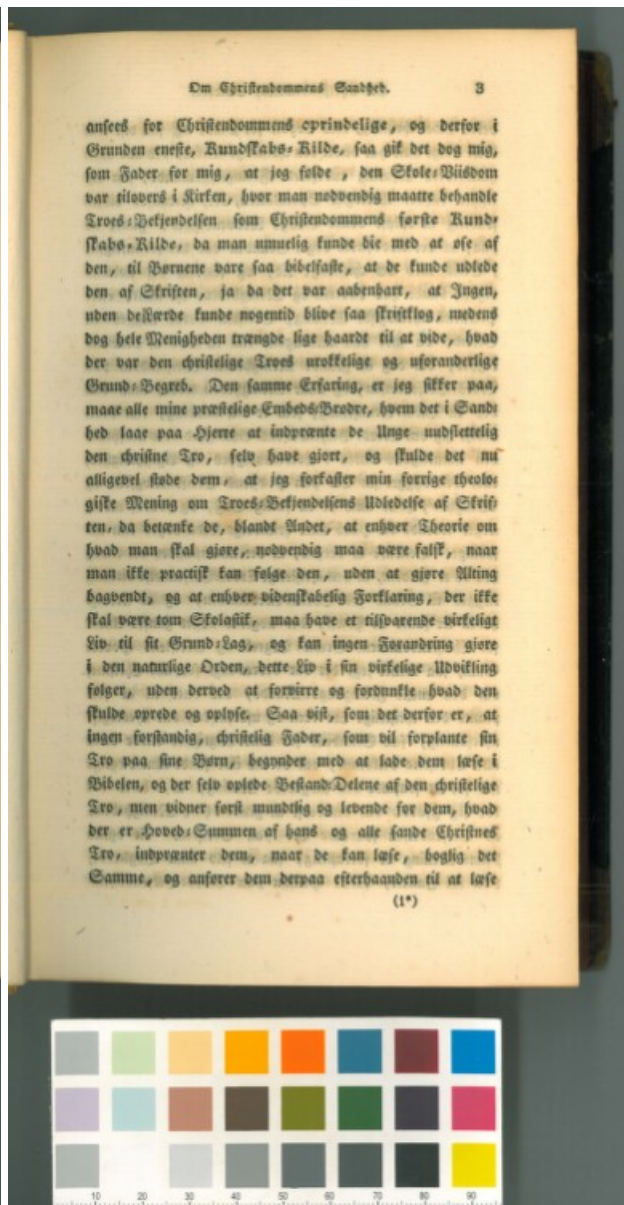 Om Christendommens Sandhed. 3
ansees for Christendommens oprindelige, og derfor i
Grunden eneste, Kundskabs-Kilde, saa gik det dog mig,
som Fader for mig, at jeg følde, den Skole-Viisdom
var tilovers i Kirken, hvor man nødvendig maatte behandle
Troes-Bekjendelsen som Christendommens første Kund-
skabs-Kilde, da man umuelig kunde bie med at øse af
den, til Børnene vare saa bibelfaste, at de kunde udlede
den af Skriften, ja da det var aabenbart, at Ingen,
uden de Lærde kunde nogentid blive saa skriftklog, medens
dog hele Menigheden trængde lige haardt til at vide, hvad
der var den christelige Troes urokkelige og uforanderlige
Grund-Begreb. Den samme Erfaring, er jeg sikker paa,
maae alle mine præstelige Embeds-Brødre, hvem det i Sand-
hed laae paa Hjerte at indprænte de Unge uudslettelig
den christne Tro, selv have gjort, og skulde det nu
alligevel støde dem, at jeg forkaster min forrige theolo-
giske Mening om Troes-Bekjendelsens Udledelse af Skrif-
ten, da betænke de, blandt Andet, at enhver Theorie om
hvad man skal gjøre, nødvendig maa være falsk, naar
man ikke practisk kan følge den, uden at gjøre Alting
bagvendt, og at enhver videnskabelig Forklaring, der ikke
skal være tom Skolastik, maa have et tilsvarende virkeligt
Liv til sit Grund-Lag, og kan ingen Forandring gjøre
i den naturlige Orden, dette Liv i sin virkelige Udvikling
følger, uden derved at forvirre og fordunkle hvad den
skulde oprede og oplyse. Saa vist, som det derfor er, at
ingen forstandig, christelig Fader, som vil forplante sin
Tro paa sine Børn, begynder med at lade dem læse i
Bibelen, og der selv oplede Bestand-Delene af den christelige
Tro, men vidner først mundtlig og levende for dem, hvad
der er Hoved-Summen af hans og alle sande Christnes
Tro, indprænter dem, naar de kan læse, boglig det
Samme, og anfører dem derpaa efterhaanden til at læse
(1*)
10 20 30 40 50 60 70 80 90